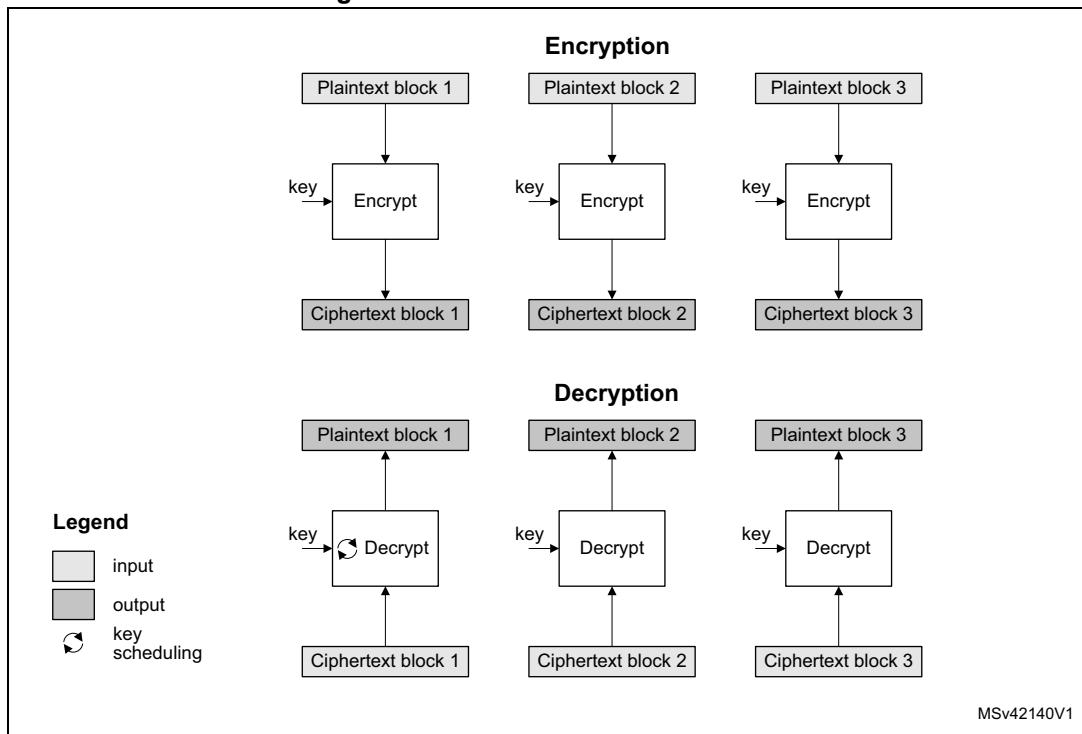 Encryption
Plaintext block 1
Plaintext block 2
Plaintext block 3
key
Encrypt
key
Encrypt
key
Encrypt
Ciphertext block 1
Ciphertext block 2
Ciphertext block 3
Decryption
Plaintext block 1
Plaintext block 2
Plaintext block 3
Legend
input
output
key
scheduling
key
Decrypt
key
Decrypt
key
Decrypt
Ciphertext block 1
Ciphertext block 2
Ciphertext block 3
MSv42140V1